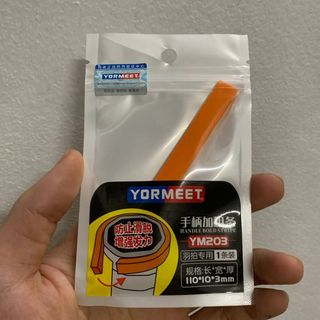 YORMEET
YORMEET
手柄加固条
HANDLE BOLD STRIPE
YM203
防止滑脱
增强发力
羽拍专用 1条装
规格:长*宽*厚
110*10*3mm